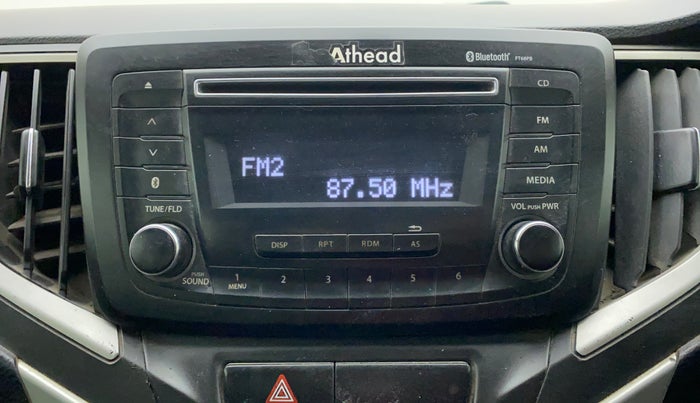 Athead
Bluetooth®
CD
FM
AM
MEDIA
FM2
87.50 MHz
TUNE/FLD
VOL PUSH PWR
DISP
RPT
RDM
AS
PUSH
SOUND
1
MENU
2
3
4
5
6